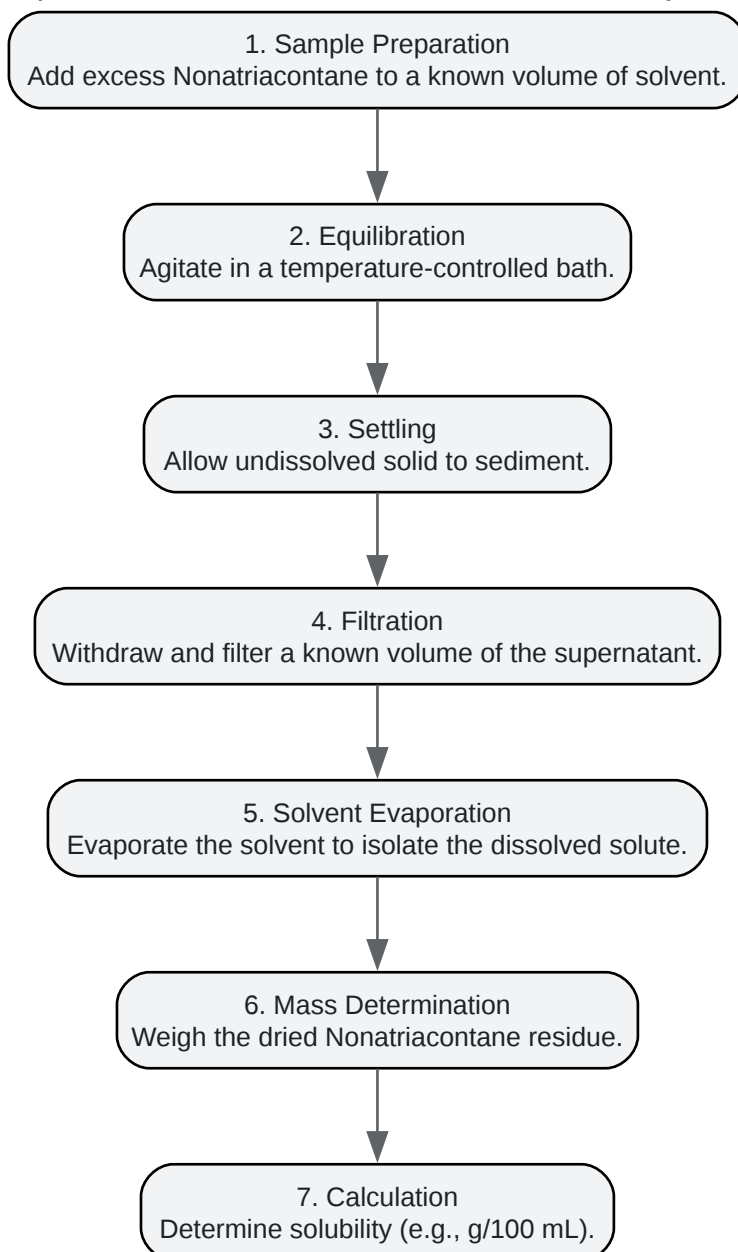 1. Sample Preparation
Add excess Nonatriacontane to a known volume of solvent.
2. Equilibration
Agitate in a temperature-controlled bath.
3. Settling
Allow undissolved solid to sediment.
4. Filtration
Withdraw and filter a known volume of the supernatant.
5. Solvent Evaporation
Evaporate the solvent to isolate the dissolved solute.
6. Mass Determination
Weigh the dried Nonatriacontane residue.
7. Calculation
Determine solubility (e.g., g/100 mL).